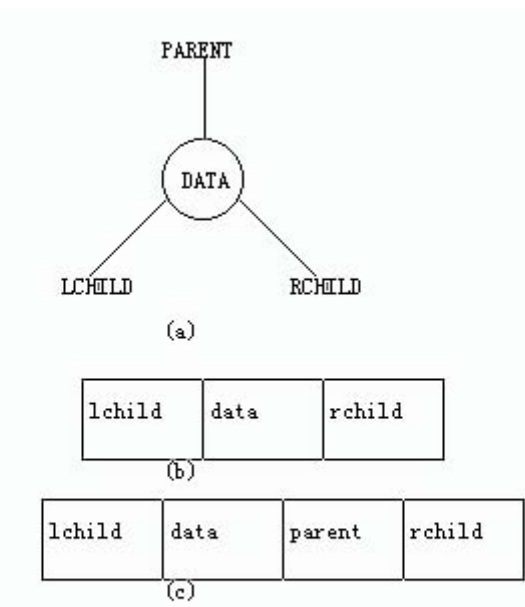 PARENT
DATA
LCHILD RCHILD
(a)
lchild data rchild
(b)
lchild data parent rchild
(c)